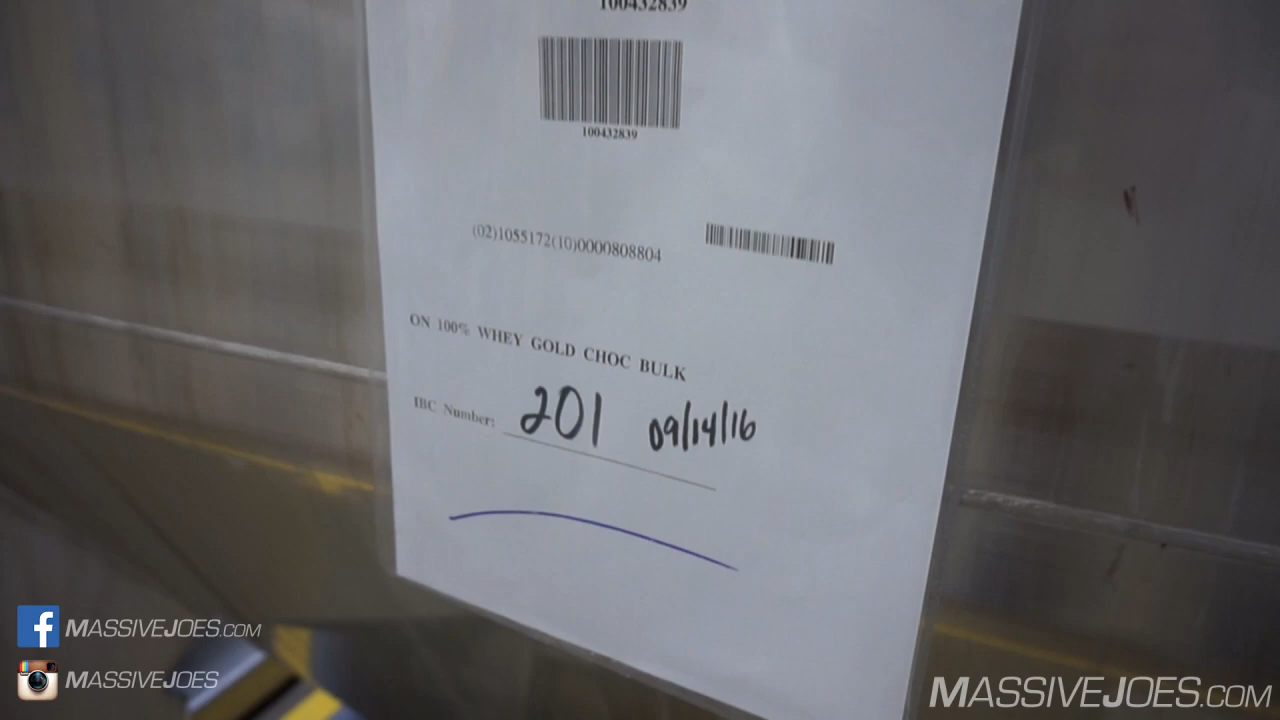 100432839
100432839
(02)1055172(10)0000808804
ON 100% WHEY GOLD CHOC BULK
IBC Number: 201 09/14/16
MASSIVEJOES.COM
MASSIVEJOES
MASSIVEJOES.COM